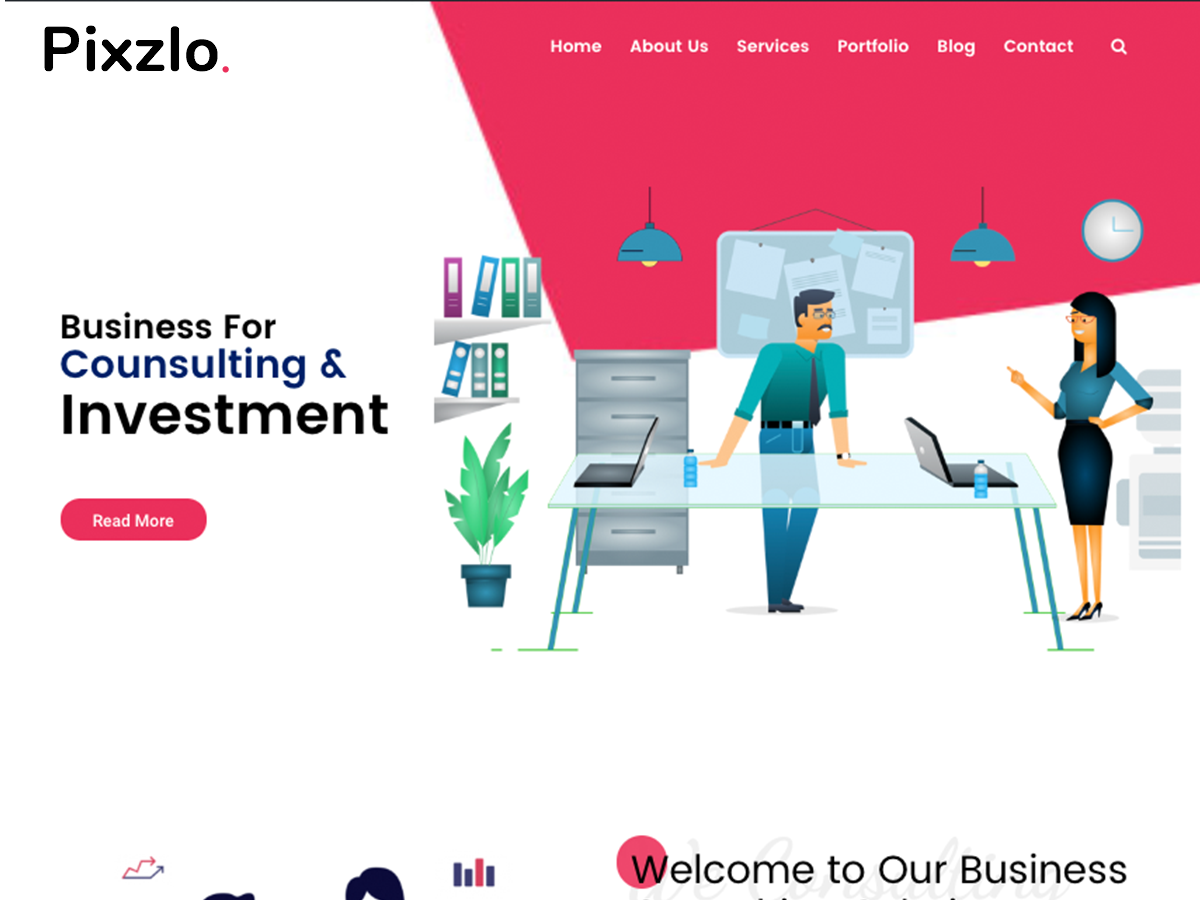 Pixzlo.
Home About Us Services Portfolio Blog Contact
Business For
Counsulting &
Investment
Read More
We Consulting
Welcome to Our Business